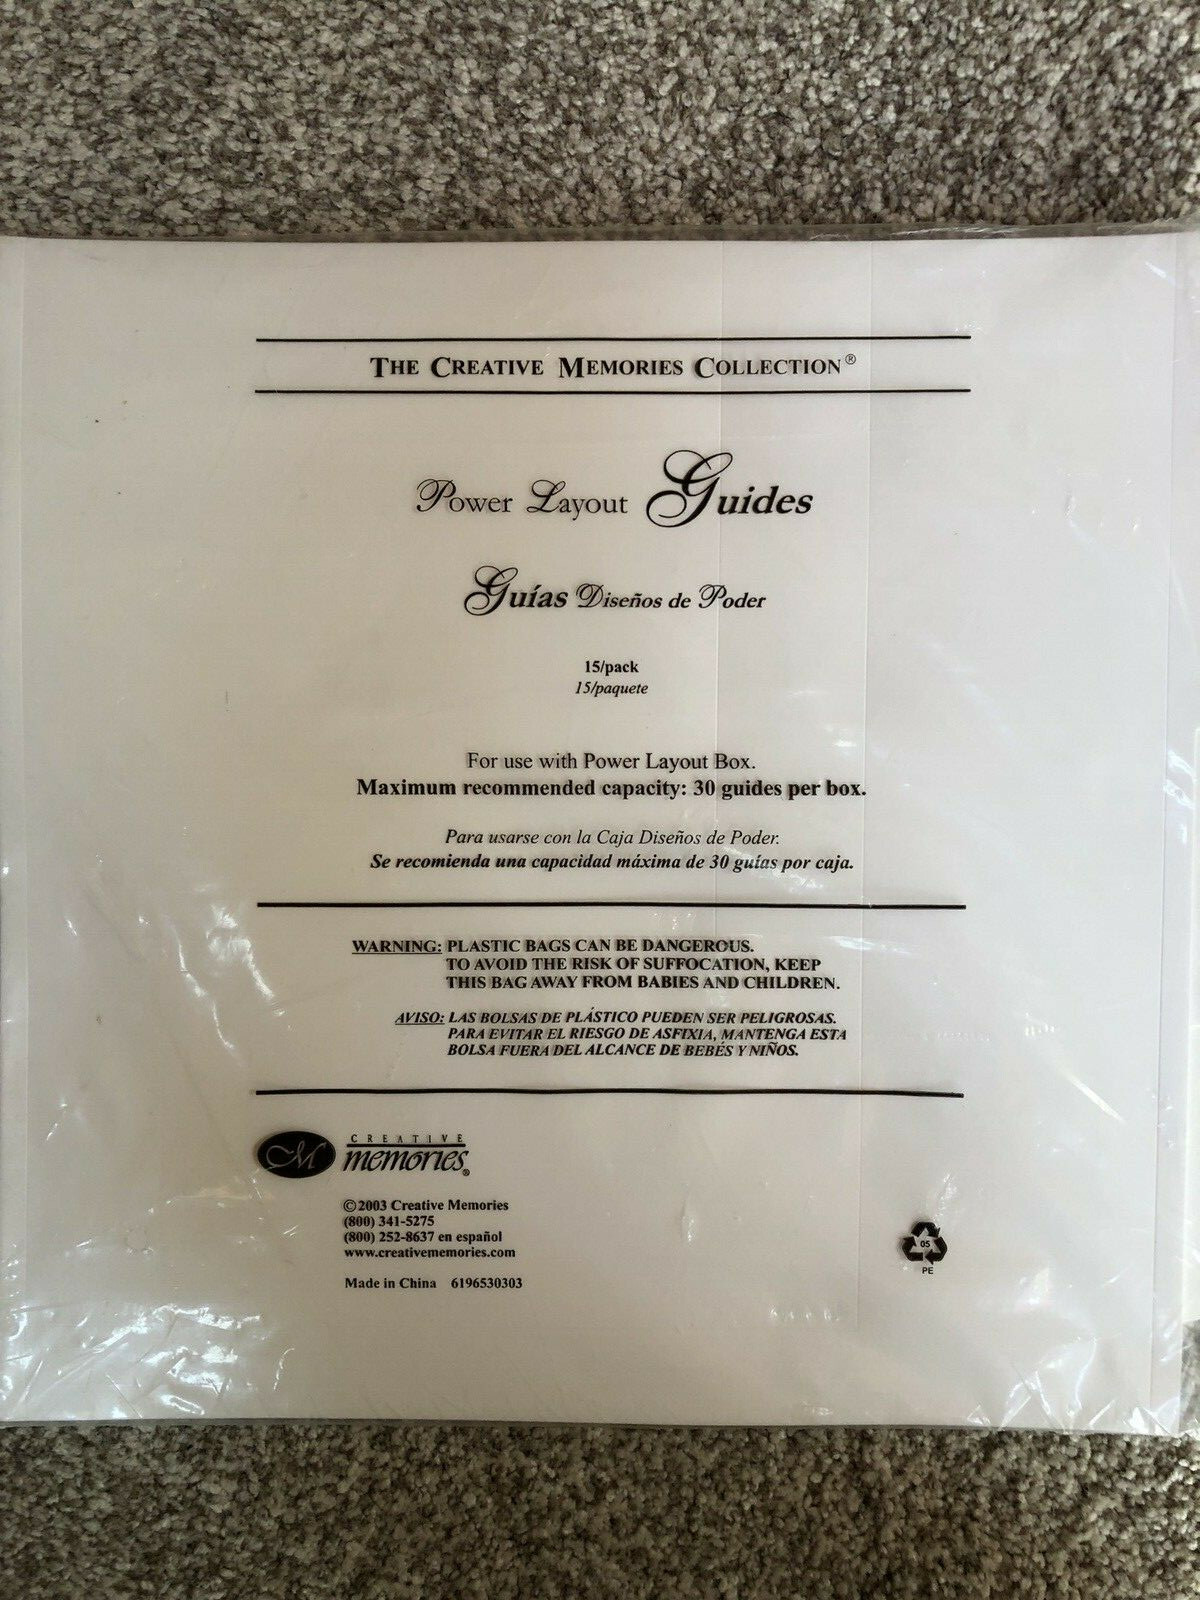 THE CREATIVE MEMORIES COLLECTION®
Power Layout Guides
Guías Diseños de Poder
15/pack
15/paquete
For use with Power Layout Box.
Maximum recommended capacity: 30 guides per box.
Para usarse con la Caja Diseños de Poder.
Se recomienda una capacidad máxima de 30 guías por caja.
WARNING: PLASTIC BAGS CAN BE DANGEROUS.
TO AVOID THE RISK OF SUFFOCATION, KEEP
THIS BAG AWAY FROM BABIES AND CHILDREN.
AVISO: LAS BOLSAS DE PLÁSTICO PUEDEN SER PELIGROSAS.
PARA EVITAR EL RIESGO DE ASFIXIA, MANTENGA ESTA
BOLSA FUERA DEL ALCANCE DE BEBÉS Y NIÑOS.
CM CREATIVE
memories®
©2003 Creative Memories
(800) 341-5275
(800) 252-8637 en español
www.creativememories.com
Made in China 6196530303
05
PE